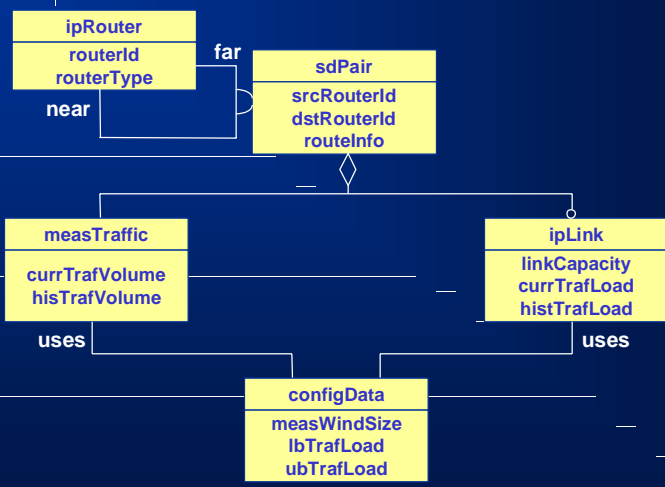 ipRouter
routerId
routerType
far
near
sdPair
srcRouterId
dstRouterId
routeInfo
measTraffic
currTrafVolume
hisTrafVolume
ipLink
linkCapacity
currTrafLoad
histTrafLoad
uses
uses
configData
measWindSize
lbTrafLoad
ubTrafLoad